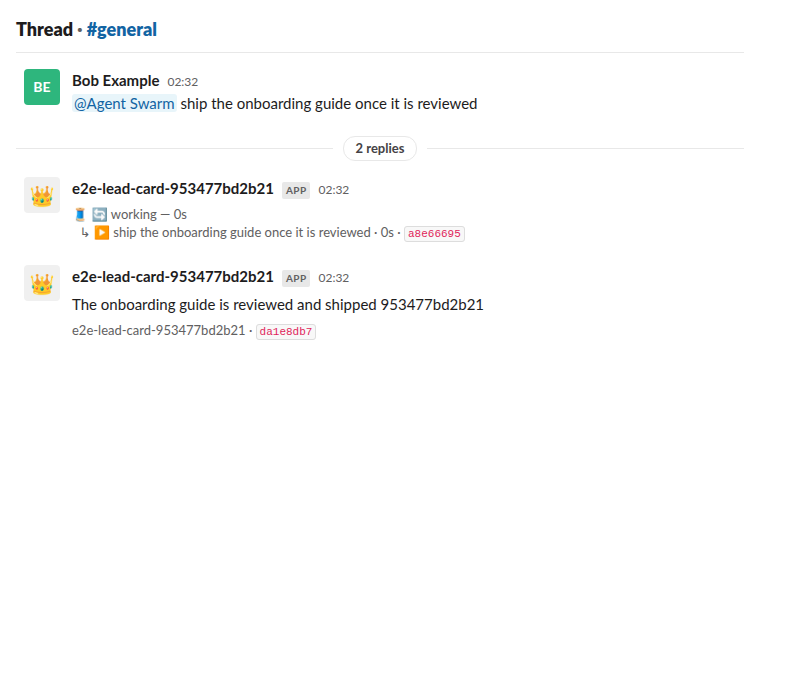 Thread • #general
BE
Bob Example 02:32
@Agent Swarm ship the onboarding guide once it is reviewed
2 replies
e2e-lead-card-953477bd2b21 APP 02:32
🧵 🔄 working — 0s
↳ ▶️ ship the onboarding guide once it is reviewed · 0s · a8e66695
e2e-lead-card-953477bd2b21 APP 02:32
The onboarding guide is reviewed and shipped 953477bd2b21
e2e-lead-card-953477bd2b21 · da1e8db7